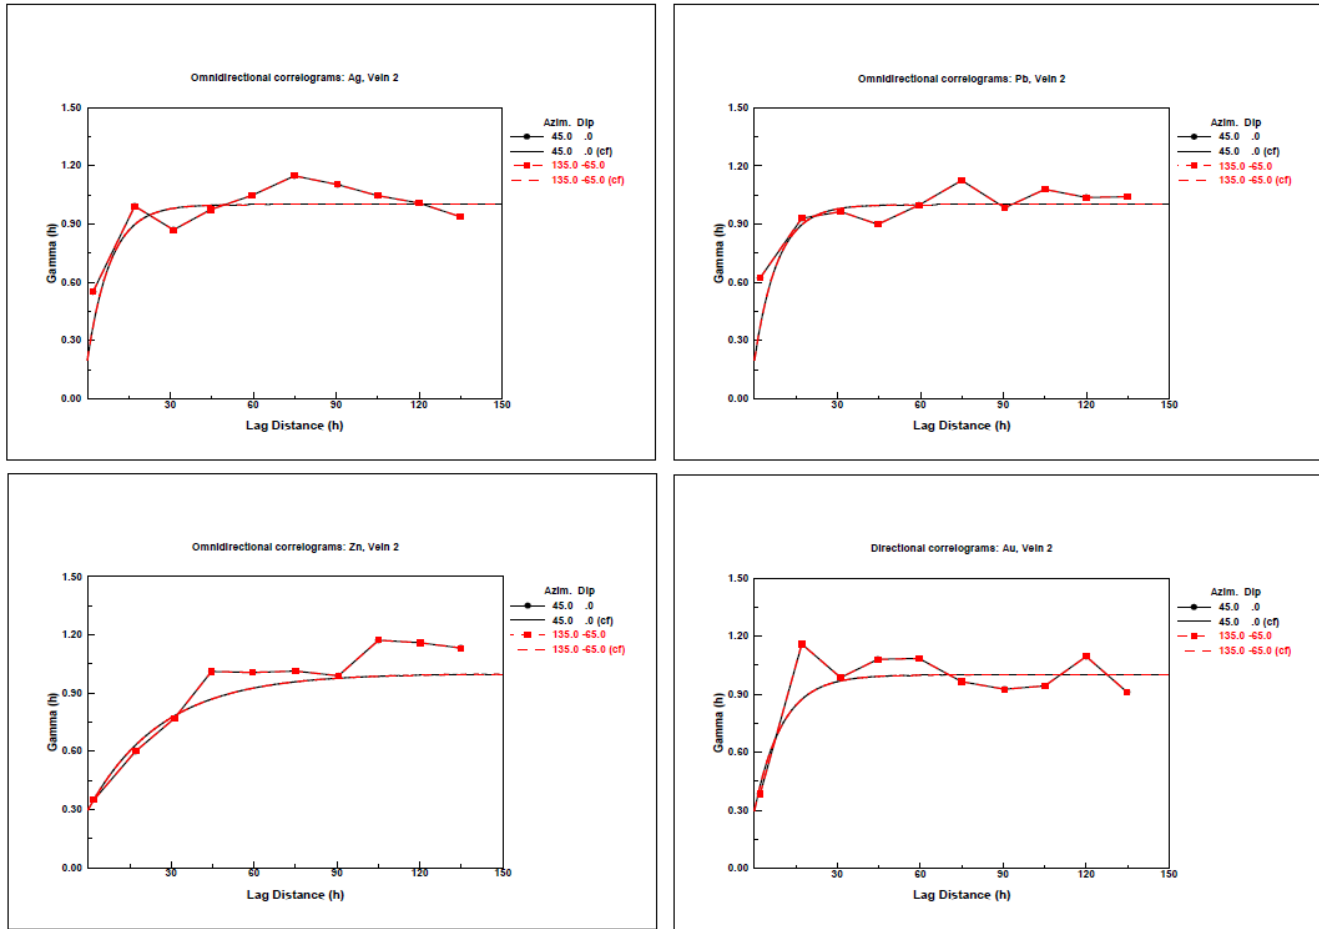 Omnidirectional correlograms: Ag, Vein 2
1.50
1.20
0.90
0.60
0.30
0.00
Gamma (h)
30 60 90 120 150
Lag Distance (h)
Azim. Dip
45.0 .0
45.0 .0 (cf)
135.0 -65.0
135.0 -65.0 (cf)
Omnidirectional correlograms: Pb, Vein 2
1.50
1.20
0.90
0.60
0.30
0.00
Gamma (h)
30 60 90 120 150
Lag Distance (h)
Azim. Dip
45.0 .0
45.0 .0 (cf)
135.0 -65.0
135.0 -65.0 (cf)
Omnidirectional correlograms: Zn, Vein 2
1.50
1.20
0.90
0.60
0.30
0.00
Gamma (h)
30 60 90 120 150
Lag Distance (h)
Azim. Dip
45.0 .0
45.0 .0 (cf)
135.0 -65.0
135.0 -65.0 (cf)
Directional correlograms: Au, Vein 2
1.50
1.20
0.90
0.60
0.30
0.00
Gamma (h)
30 60 90 120 150
Lag Distance (h)
Azim. Dip
45.0 .0
45.0 .0 (cf)
135.0 -65.0
135.0 -65.0 (cf)